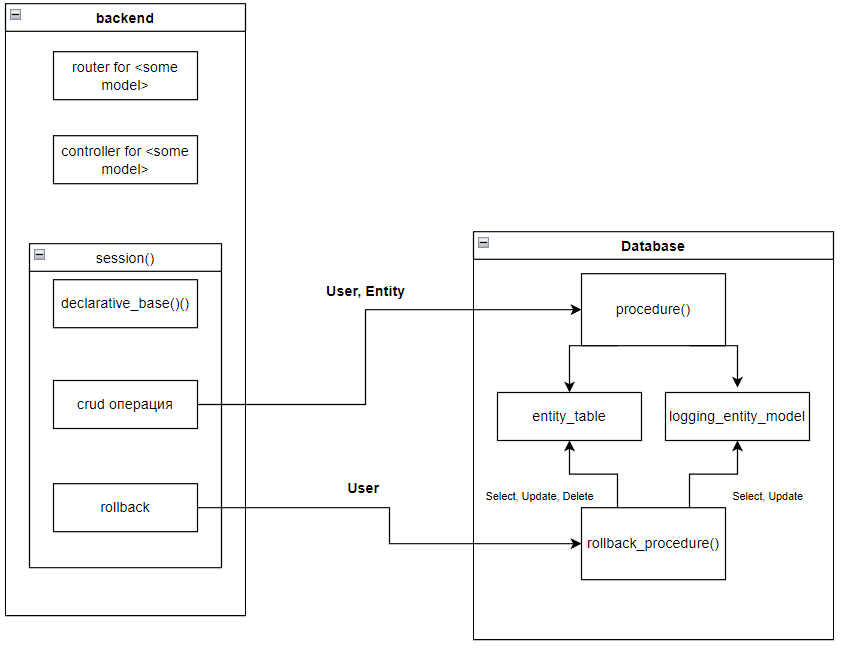 backend
router for <some
model>
controller for <some
model>
session()
declarative_base()()
crud операция
rollback
User, Entity
User
Database
procedure()
entity_table
logging_entity_model
Select, Update, Delete
Select, Update
rollback_procedure()